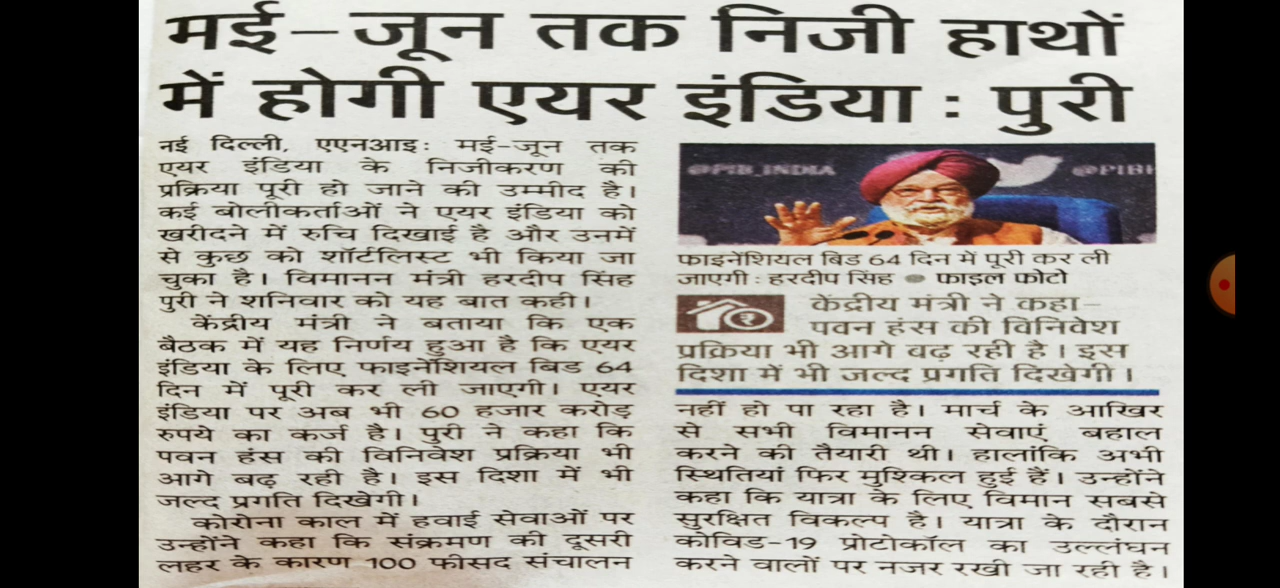 मई-जून तक निजी हाथों
में होगी एयर इंडिया : पुरी
नई दिल्ली, एएनआइ: मई-जून तक
एयर इंडिया के निजीकरण की
प्रक्रिया पूरी हो जाने की उम्मीद है।
कई बोलीकर्ताओं ने एयर इंडिया को
खरीदने में रुचि दिखाई है और उनमें
से कुछ को शॉर्टलिस्ट भी किया जा
चुका है। विमानन मंत्री हरदीप सिंह
पुरी ने शनिवार को यह बात कही।
केंद्रीय मंत्री ने बताया कि एक
बैठक में यह निर्णय हुआ है कि एयर
इंडिया के लिए फाइनेंशियल बिड 64
दिन में पूरी कर ली जाएगी। एयर
इंडिया पर अब भी 60 हजार करोड़
रुपये का कर्ज है। पुरी ने कहा कि
पवन हंस की विनिवेश प्रक्रिया भी
आगे बढ़ रही है। इस दिशा में भी
जल्द प्रगति दिखेगी।
कोरोना काल में हवाई सेवाओं पर
उन्होंने कहा कि संक्रमण की दूसरी
लहर के कारण 100 फीसद संचालन
@PIB_INDIA
@PIBI
फाइनेंशियल बिड 64 दिन में पूरी कर ली
जाएगी : हरदीप सिंह ● फाइल फोटो
₹
केंद्रीय मंत्री ने कहा-
पवन हंस की विनिवेश
प्रक्रिया भी आगे बढ़ रही है। इस
दिशा में भी जल्द प्रगति दिखेगी।
नहीं हो पा रहा है। मार्च के आखिर
से सभी विमानन सेवाएं बहाल
करने की तैयारी थी। हालांकि अभी
स्थितियां फिर मुश्किल हुई हैं। उन्होंने
कहा कि यात्रा के लिए विमान सबसे
सुरक्षित विकल्प है। यात्रा के दौरान
कोविड-19 प्रोटोकॉल का उल्लंघन
करने वालों पर नजर रखी जा रही है।